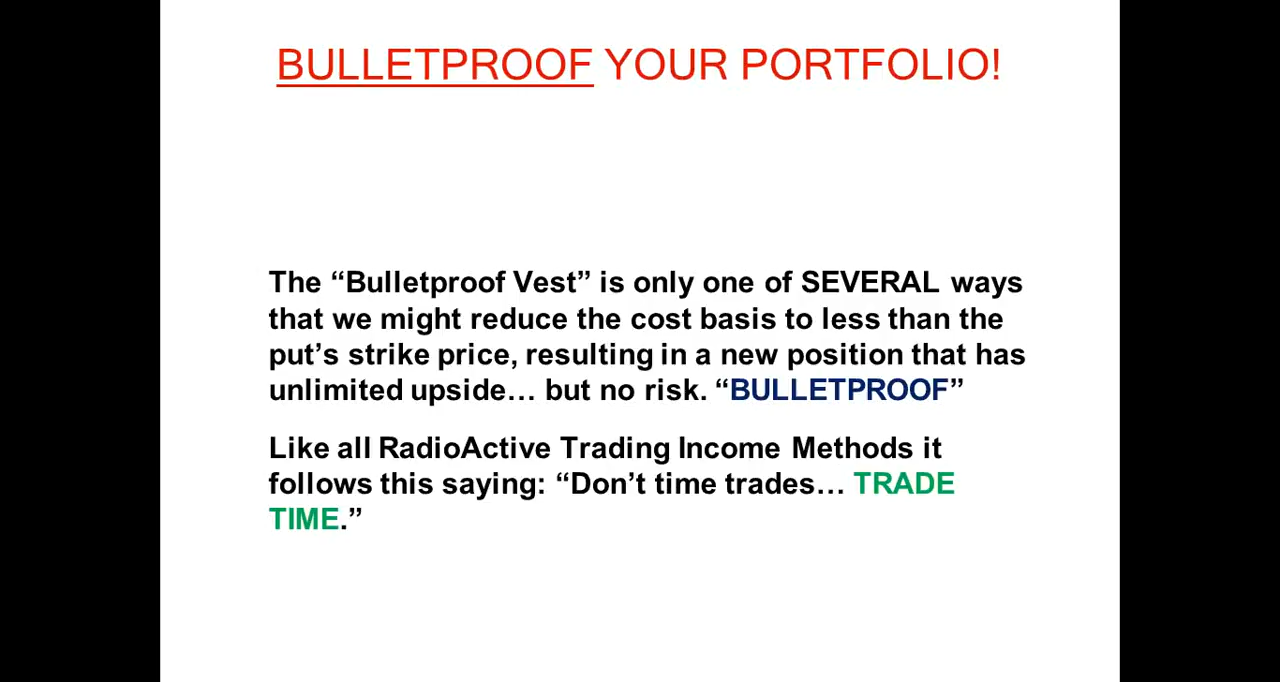 BULLETPROOF YOUR PORTFOLIO!
The “Bulletproof Vest” is only one of SEVERAL ways
that we might reduce the cost basis to less than the
put’s strike price, resulting in a new position that has
unlimited upside… but no risk. “BULLETPROOF”
Like all RadioActive Trading Income Methods it
follows this saying: “Don’t time trades… TRADE
TIME.”